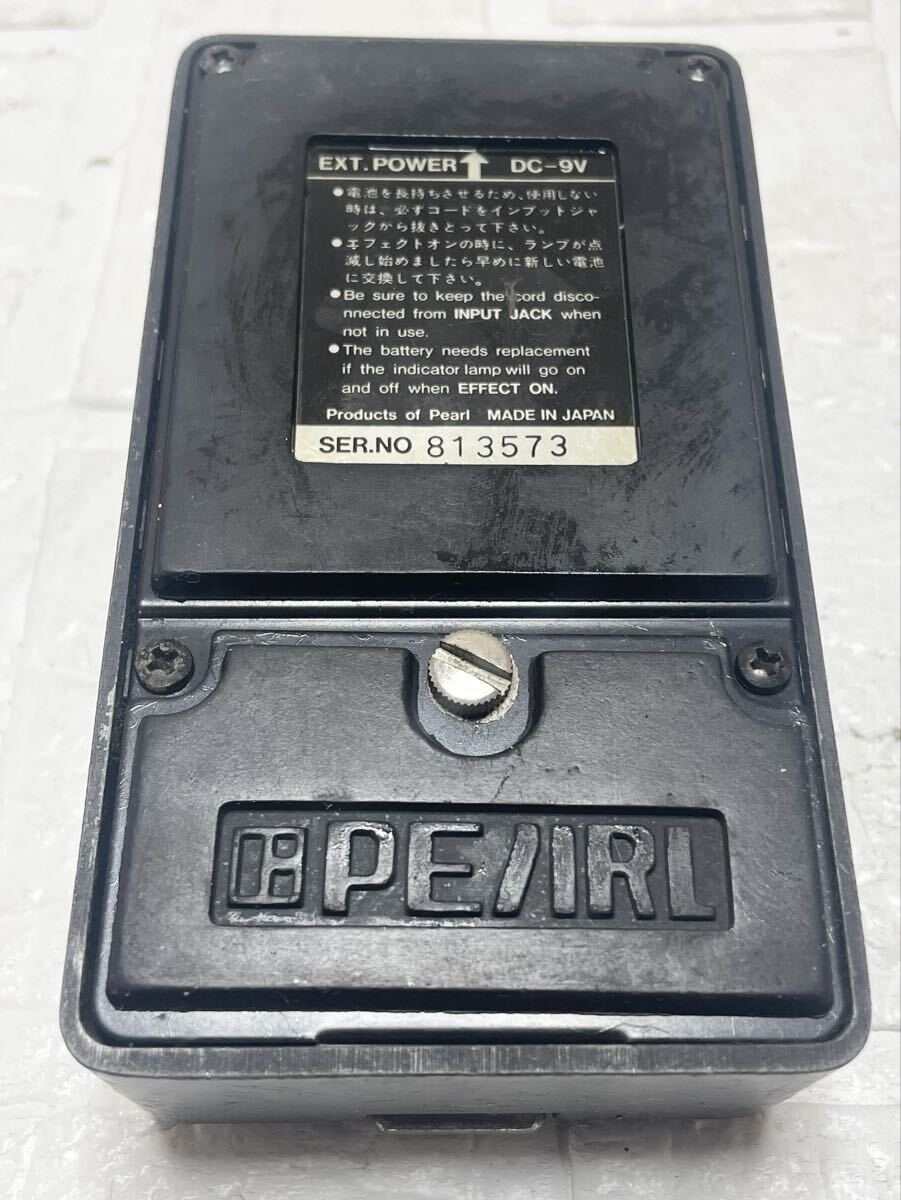 EXT. POWER DC-9V
●電池を長持ちさせるため、使用しない
時は、必ずコードをインプットジャ
ックから抜きとって下さい。
●エフェクトオンの時に、ランプが点
滅し始めましたら早めに新しい電池
に交換して下さい。
●Be sure to keep the cord disco-
nnected from INPUT JACK when
not in use.
●The battery needs replacement
if the indicator lamp will go on
and off when EFFECT ON.
Products of Pearl MADE IN JAPAN
SER.NO 813573
PEARL